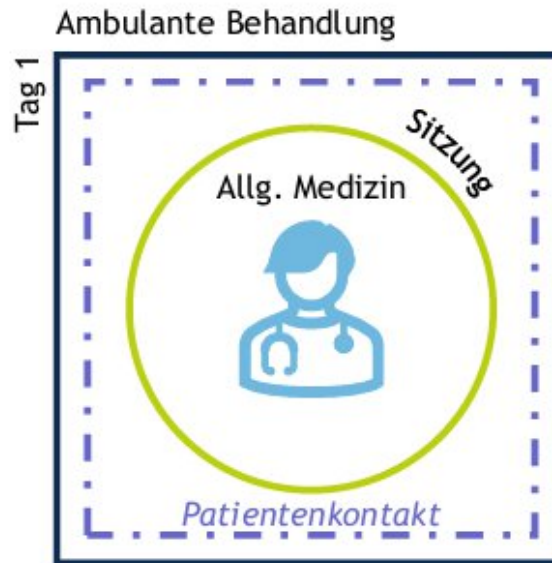 Ambulante Behandlung
Tag 1
Sitzung
Allg. Medizin
Patientenkontakt